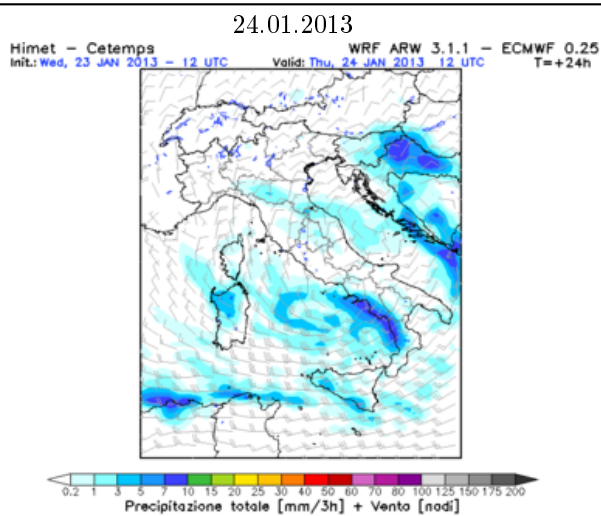 24.01.2013
Himet - Cetemps WRF ARW 3.1.1 - ECMWF 0.25
Init.: Wed, 23 JAN 2013 - 12 UTC Valid: Thu, 24 JAN 2013 12 UTC T=+24h
0.2 1 3 5 7 10 15 20 25 30 40 50 60 70 80 100 125 150 175 200
Precipitazione totale [mm/3h] + Vento [nodi]